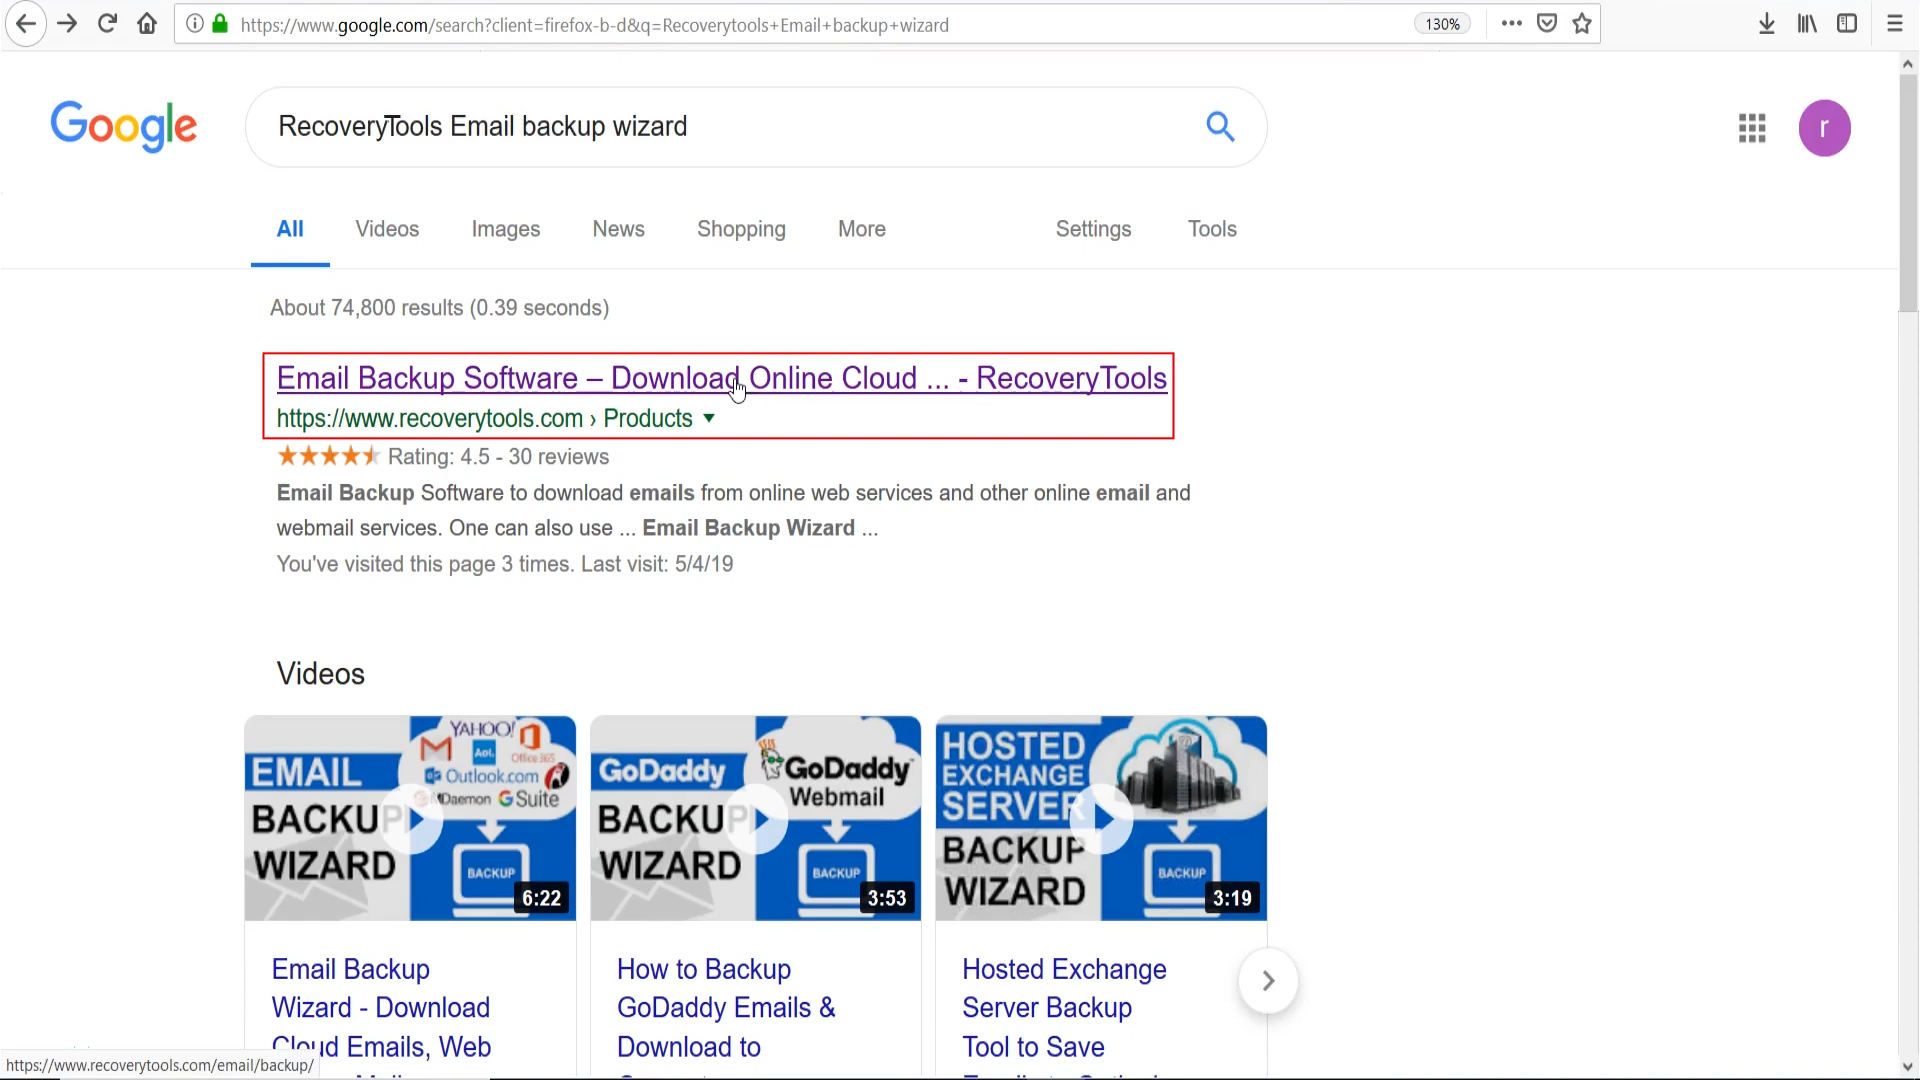 https://www.google.com/search?client=firefox-b-d&q=Recoverytools+Email+backup+wizard
130%
Google
RecoveryTools Email backup wizard
r
All
Videos
Images
News
Shopping
More
Settings
Tools
About 74,800 results (0.39 seconds)
Email Backup Software – Download Online Cloud ... - RecoveryTools
https://www.recoverytools.com › Products
Rating: 4.5 - 30 reviews
Email Backup Software to download emails from online web services and other online email and
webmail services. One can also use ... Email Backup Wizard ...
You've visited this page 3 times. Last visit: 5/4/19
Videos
EMAIL
BACKUP
WIZARD
YAHOO!
Aol.
Office 365
Outlook.com
MDaemon
G Suite
BACKUP
6:22
GoDaddy
BACKUP
WIZARD
GoDaddy
Webmail
BACKUP
3:53
HOSTED
EXCHANGE
SERVER
BACKUP
WIZARD
BACKUP
3:19
Email Backup
Wizard - Download
Cloud Emails, Web
How to Backup
GoDaddy Emails &
Download to
Hosted Exchange
Server Backup
Tool to Save
https://www.recoverytools.com/email/backup/